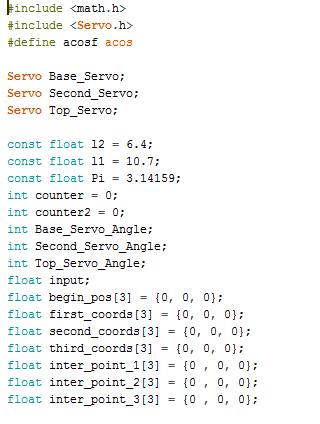 #include <math.h>
#include <Servo.h>
#define acosf acos
Servo Base_Servo;
Servo Second_Servo;
Servo Top_Servo;
const float l2 = 6.4;
const float l1 = 10.7;
const float Pi = 3.14159;
int counter = 0;
int counter2 = 0;
int Base_Servo_Angle;
int Second_Servo_Angle;
int Top_Servo_Angle;
float input;
float begin_pos[3] = {0, 0, 0};
float first_coords[3] = {0, 0, 0};
float second_coords[3] = {0, 0, 0};
float third_coords[3] = {0, 0, 0};
float inter_point_1[3] = {0 , 0, 0};
float inter_point_2[3] = {0 , 0, 0};
float inter_point_3[3] = {0 , 0, 0};